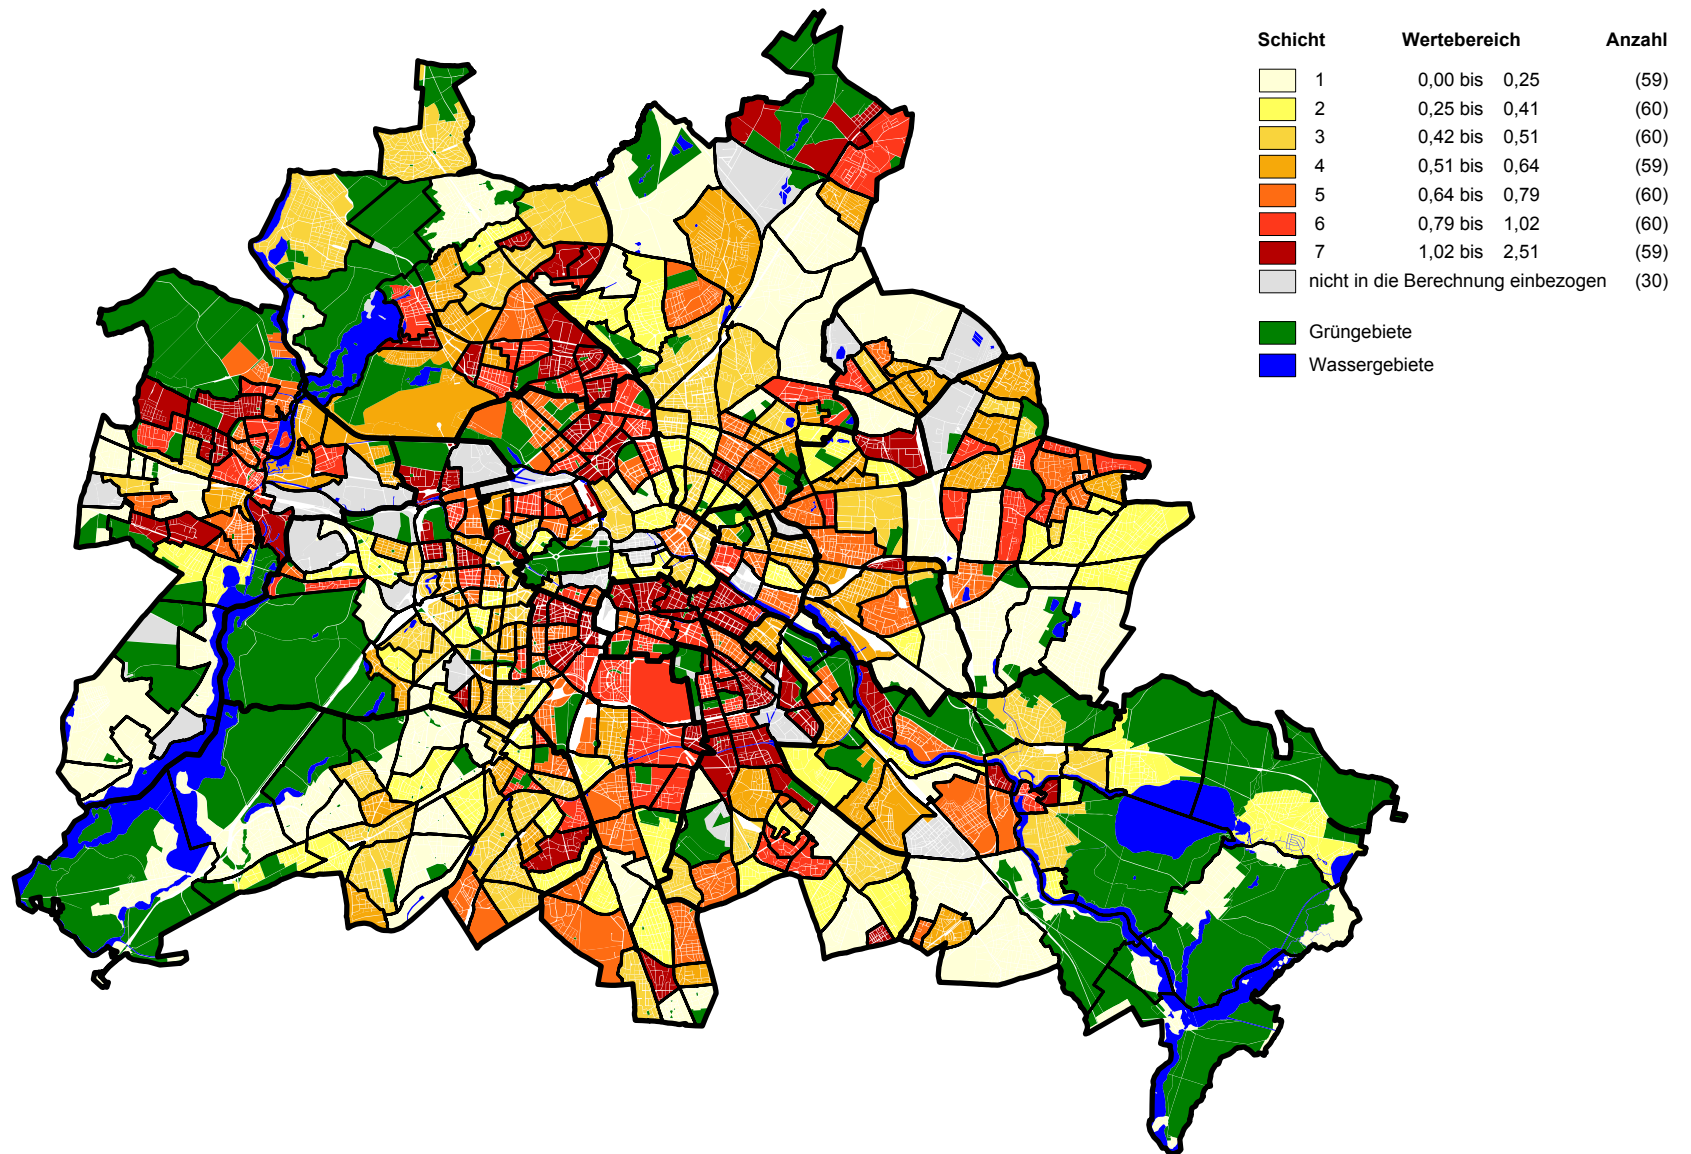 Schicht Wertebereich Anzahl
1 0,00 bis 0,25 (59)
2 0,25 bis 0,41 (60)
3 0,42 bis 0,51 (60)
4 0,51 bis 0,64 (59)
5 0,64 bis 0,79 (60)
6 0,79 bis 1,02 (60)
7 1,02 bis 2,51 (59)
nicht in die Berechnung einbezogen (30)
Grüngebiete
Wassergebiete